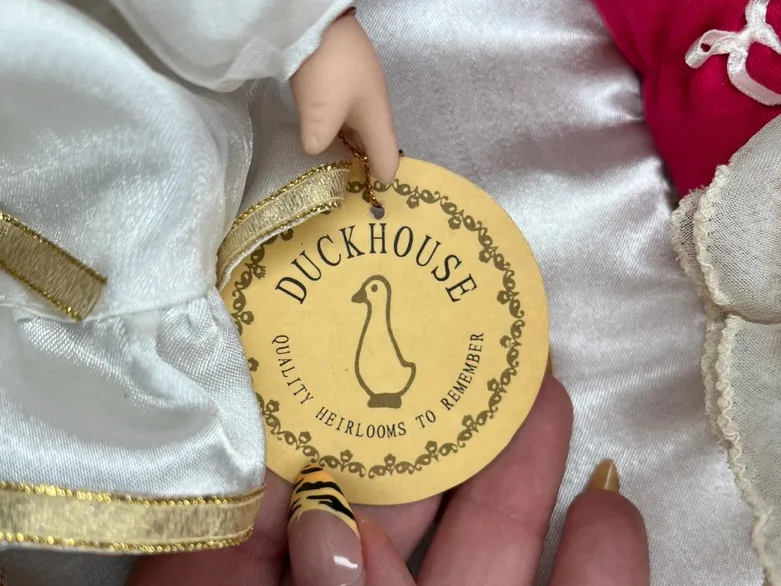 DUCKHOUSE
QUALITY HEIRLOOMS TO REMEMBER